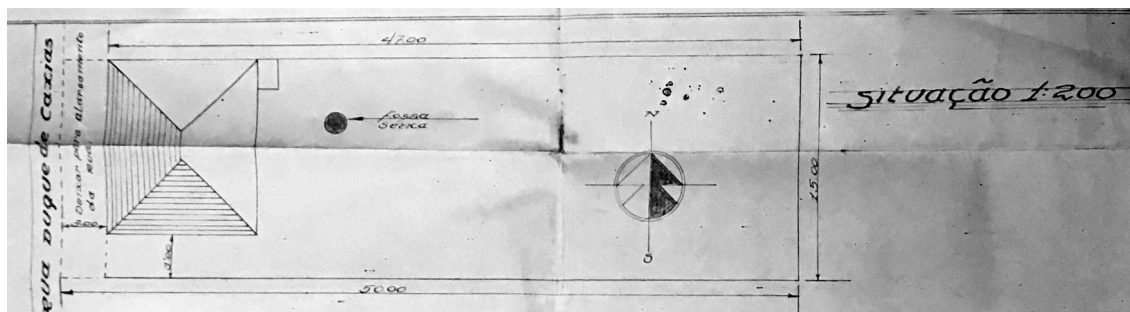 Rua Duque de Caxias
Deixar para alargamento
da Rua
3.00
47.00
Fossa
séica
3.00
N
S
15.00
50.00
Situação 1:200